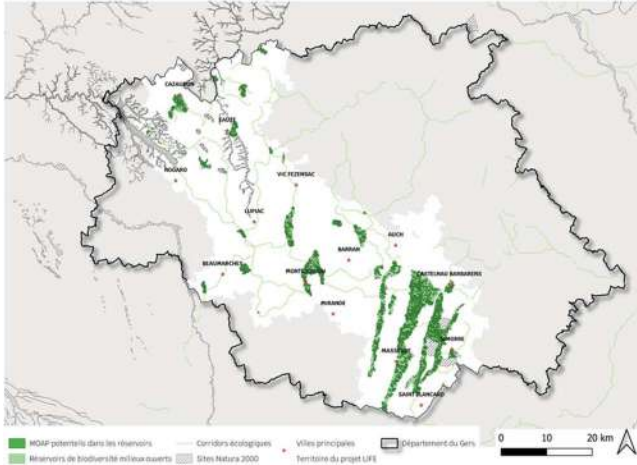 N
CAZAUBON
EAUZE
NOGARO
VIC FEZENSAC
LUPIAC
AUCH
BARRAN
BEAUMARCHES
MONTESQUIOU
CASTELNAU BARBARENS
MIRANDE
SIMORRE
MASSEUBE
SAINT BLANCARD
MOAP potentiels dans les réservoirs
Corridors écologiques
Villes principales
Département du Gers
0 10 20 km
Réservoirs de biodiversité milieux ouverts
Sites Natura 2000
Territoire du projet LIFE